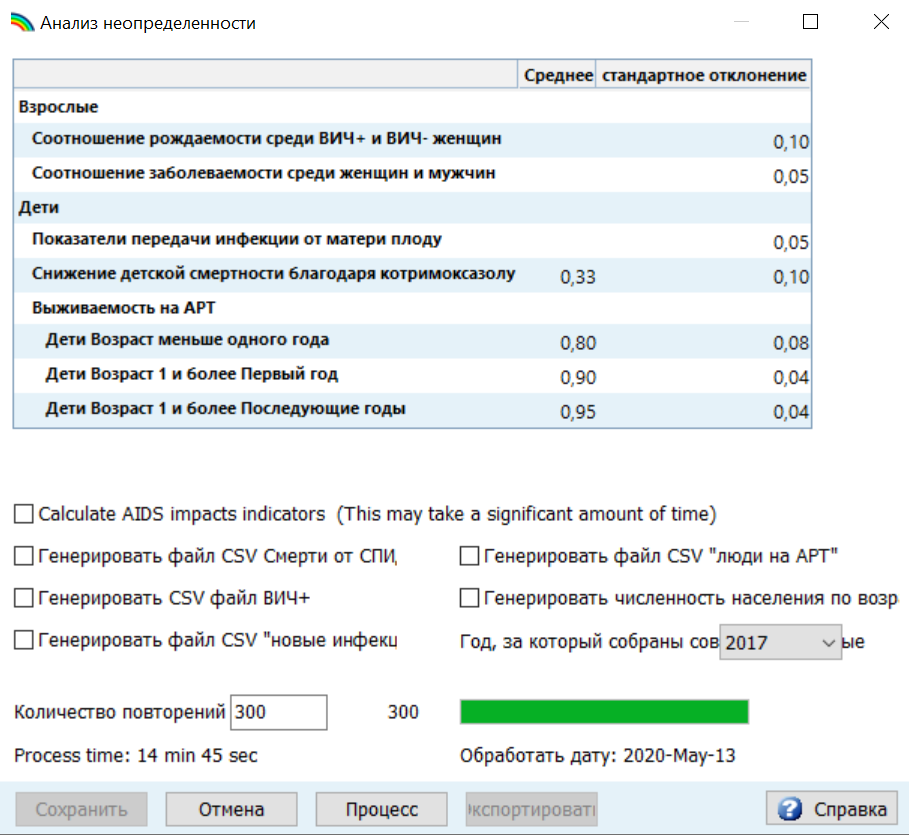 Анализ неопределенности
Среднее стандартное отклонение
Взрослые
Соотношение рождаемости среди ВИЧ+ и ВИЧ- женщин 0,10
Соотношение заболеваемости среди женщин и мужчин 0,05
Дети
Показатели передачи инфекции от матери плоду 0,05
Снижение детской смертности благодаря котримоксазолу 0,33 0,10
Выживаемость на АРТ
Дети Возраст меньше одного года 0,80 0,08
Дети Возраст 1 и более Первый год 0,90 0,04
Дети Возраст 1 и более Последующие годы 0,95 0,04
Calculate AIDS impacts indicators (This may take a significant amount of time)
Генерировать файл CSV Смерти от СПИ Генерировать файл CSV "люди на АРТ"
Генерировать CSV файл ВИЧ+ Генерировать численность населения по возр
Генерировать файл CSV "новые инфекц Год, за который собраны сов 2017 ые
Количество повторений 300 300
Process time: 14 min 45 sec Обработать дату: 2020-May-13
Сохранить Отмена Процесс Экспортировать Справка